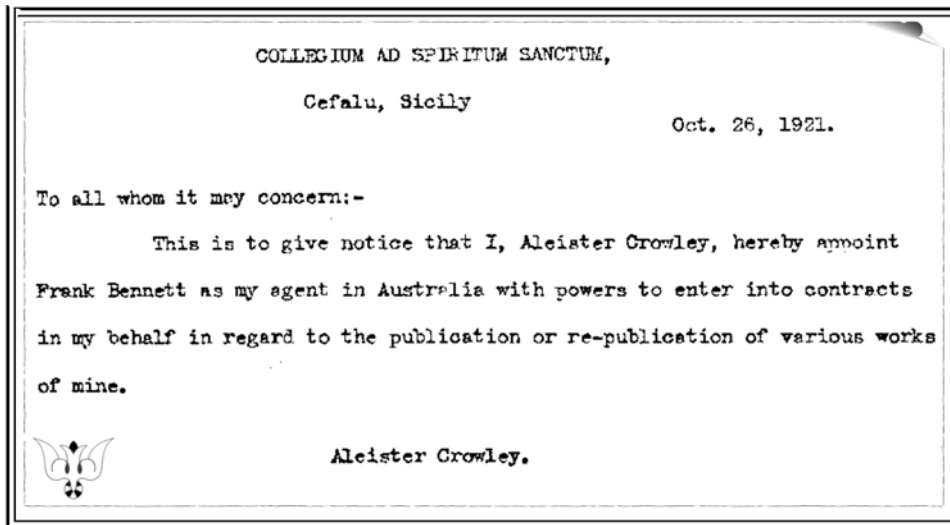 COLLEGIUM AD SPIRITUM SANCTUM,
Cefalu, Sicily
Oct. 26, 1921.
To all whom it may concern:-
This is to give notice that I, Aleister Crowley, hereby appoint
Frank Bennett as my agent in Australia with powers to enter into contracts
in my behalf in regard to the publication or re-publication of various works
of mine.
Aleister Crowley.